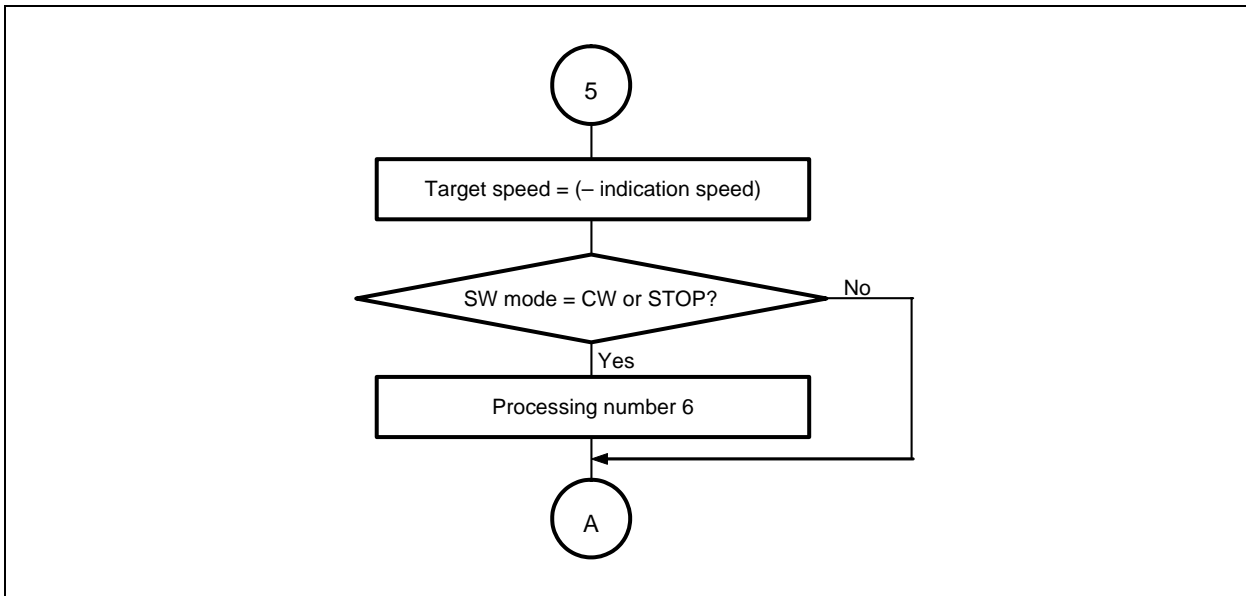 5
Target speed = (– indication speed)
SW mode = CW or STOP?
No
Yes
Processing number 6
A